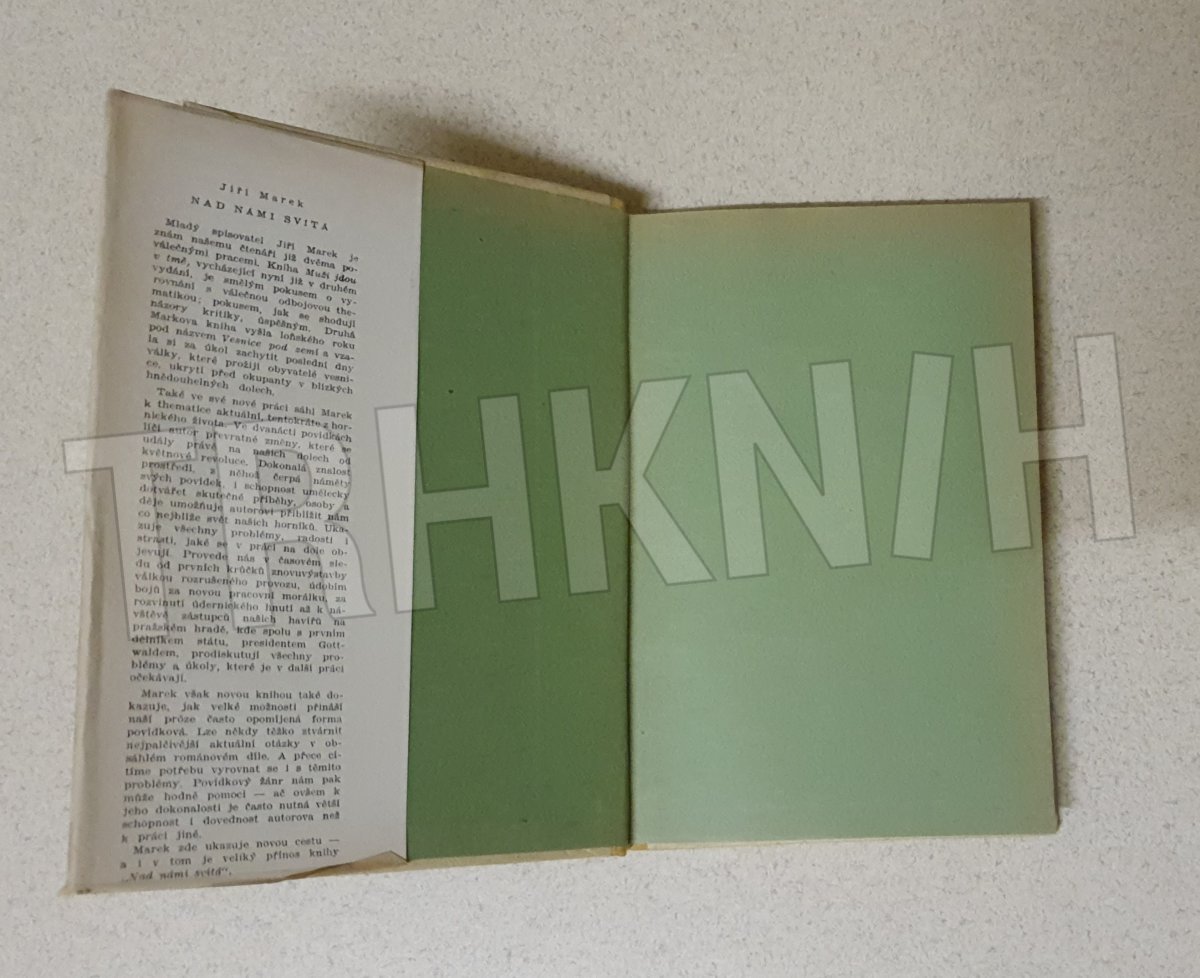 Jiří Marek
NAD NÁMI SVÍTÁ
Mladý spisovatel Jiří Marek je
znám našemu čtenáři již dvěma po-
válečnými pracemi. Kniha Muži jdou
v tmě, vycházející nyní již v druhém
vydání, je smělým pokusem o vy-
rovnání s válečnou odbojovou the-
matikou; pokusem, jak se shodují
názory kritiky, úspěšným. Druhá
Markova kniha vyšla loňského roku
pod názvem Vesnice pod zemí a vza-
la si za úkol zachytit poslední dny
války, které prožijí obyvatelé vesni-
ce, ukrytí před okupanty v blízkých
hnědouhelných dolech.
Také ve své nové práci sáhl Marek
k thematice aktuální, tentokráte z hor-
nického života. Ve dvanácti povídkách
líčí autor převratné změny, které se
udály právě na našich dolech od
květnové revoluce. Dokonalá znalost
prostředí, z něhož čerpá náměty
svých povídek, i schopnost umělecky
dotvářet skutečné příběhy, osoby a
děje umožňuje autorovi přiblížit nám
co nejblíže svět našich horníků. Uka-
zuje všechny problémy, radosti i
strasti, jaké se v práci na dole ob-
jevují. Provede nás v časovém sle-
du od prvních krůčků znovuvýstavby
válkou rozrušeného provozu, údobím
bojů za novou pracovní morálku, za
rozvinutí údernického hnutí až k ná-
vštěvě zástupců našich havířů na
pražském hradě, kde spolu s prvním
dělníkem státu, presidentem Gott-
waldem, prodiskutují všechny pro-
blémy a úkoly, které je v další práci
očekávají.
Marek však novou knihou také do-
kazuje, jak velké možnosti přináší
naší próze často opomíjená forma
povídková. Lze někdy těžko ztvárnit
nejpalčivější aktuální otázky v ob-
sáhlém románovém díle. A přece cí-
tíme potřebu vyrovnat se i s těmito
problémy. Povídkový žánr nám pak
může hodně pomoci — ač ovšem k
jeho dokonalosti je často nutná větší
schopnost i dovednost autorova než
k práci jiné.
Marek zde ukazuje novou cestu —
a i v tom je veliký přínos knihy
„Nad námi svítá“.
TRHKNIH